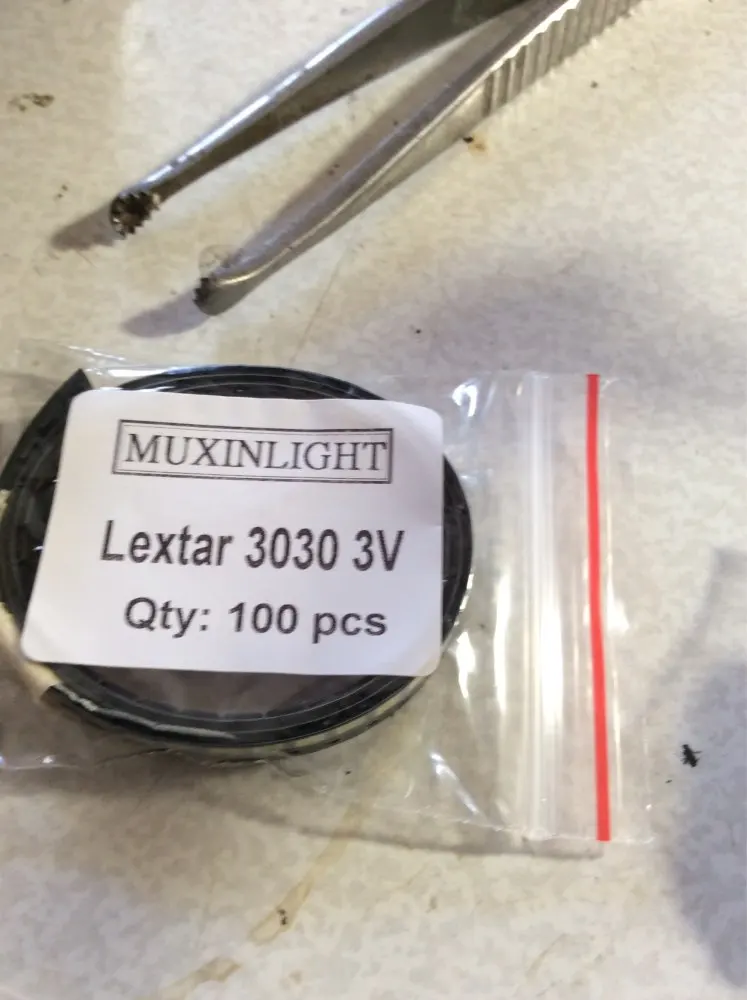 MUXINLIGHT
Lextar 3030 3V
Qty: 100 pcs